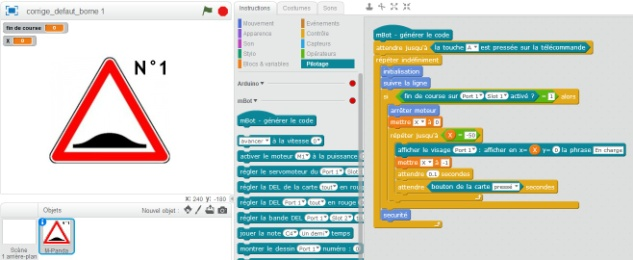 corrige_defaut_borne 1
fin de course 0
X 0
N°1
X: 240 y: -180
Objets
Nouvel objet :
Scène
1 arrière-plan
M-Panda
Instructions Costumes Sons
Mouvement Evénements
Apparence Contrôle
Son Capteurs
Stylo Opérateurs
Blocs & variables Pilotage
Arduino
mBot
mBot - générer le code
avancer à la vitesse 0
activer le moteur M1 à la puissance
régler le servomoteur du Port 1 Slot
régler la DEL de la carte tout en rou
régler la DEL Port 1 tout en rouge
régler la bande DEL Port 1 Slot 2
jouer la note C4 Un demi temps
montrer le dessin Port 1 numéro : 0
mBot - générer le code
attendre jusqu'à la touche A est pressée sur la télécommande
répéter indéfiniment
initialisation
suivre la ligne
si fin de course sur Port 1 Slot 1 activé ? = 1 alors
arrêter moteur
mettre X à 0
répéter jusqu'à X = -50
afficher le visage Port 1 : afficher en x= X y= 0 la phrase En charge
mettre X à -1
attendre 0.1 secondes
attendre bouton de la carte pressé secondes
securité